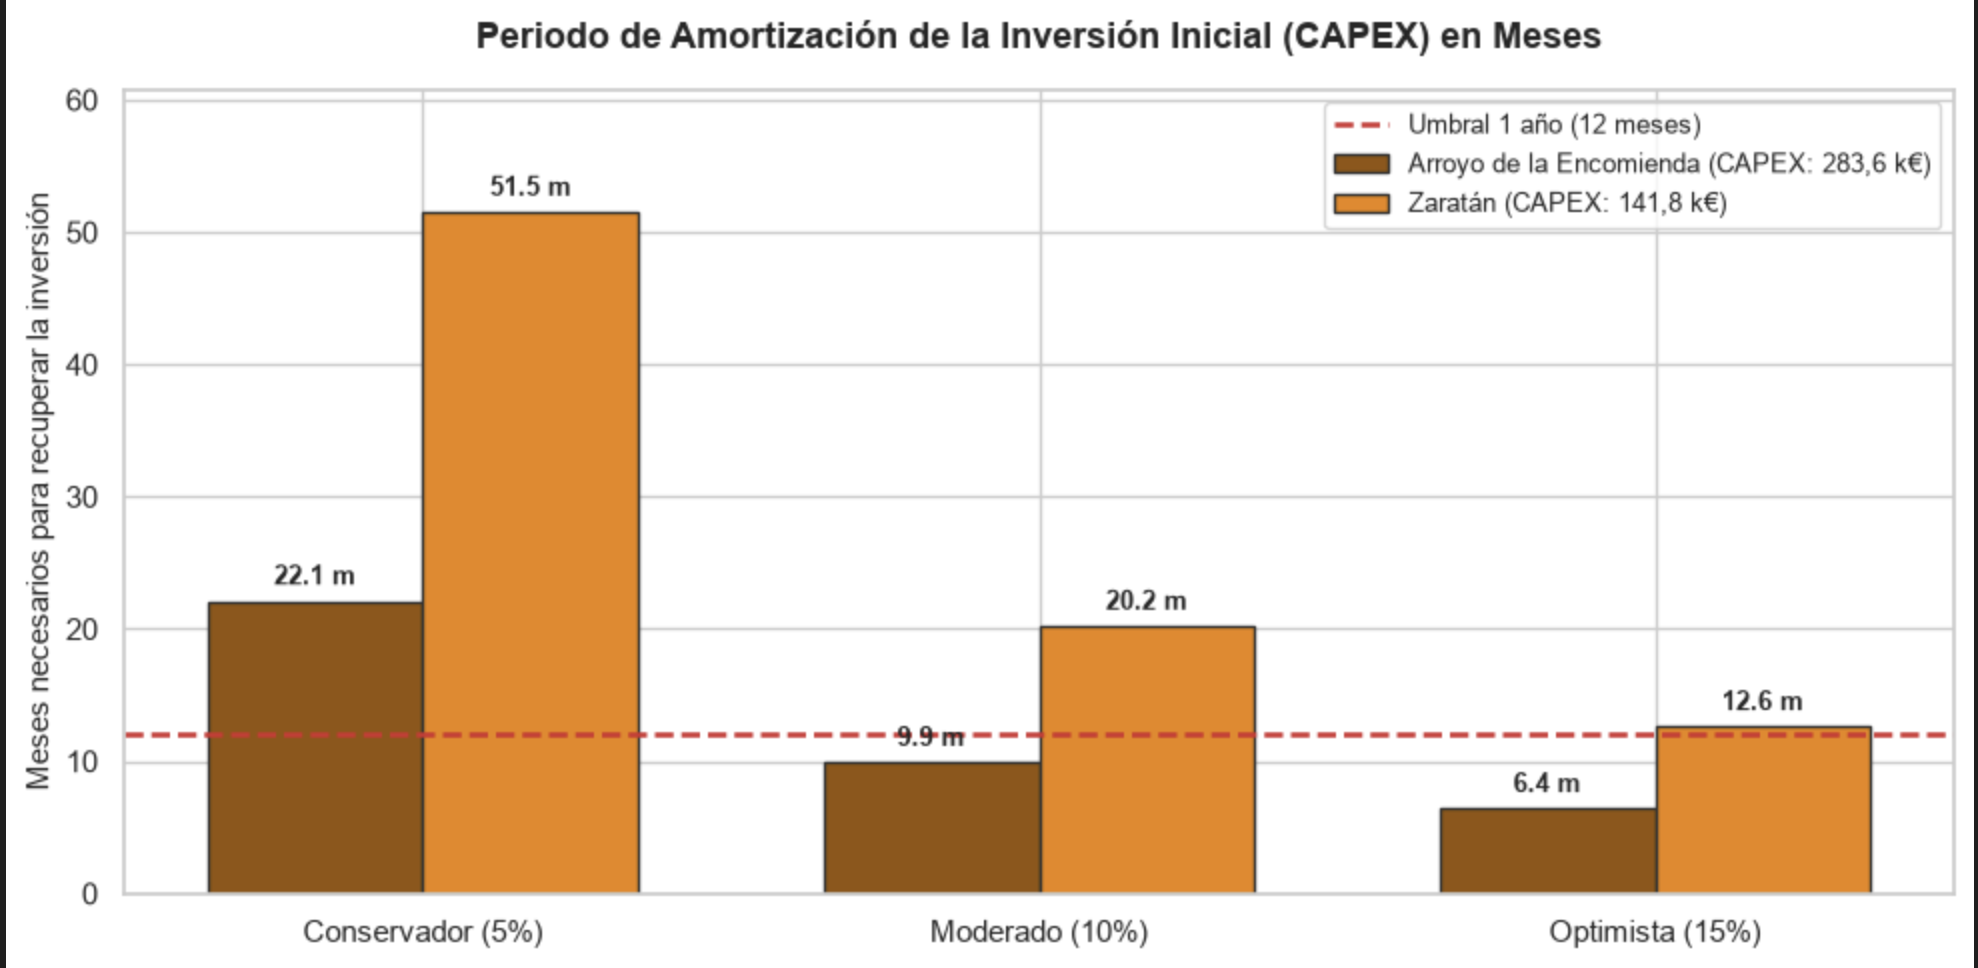 Periodo de Amortización de la Inversión Inicial (CAPEX) en Meses
Meses necesarios para recuperar la inversión
60
50
40
30
20
10
0
Umbral 1 año (12 meses)
Arroyo de la Encomienda (CAPEX: 283,6 k€)
Zaratán (CAPEX: 141,8 k€)
22.1 m
51.5 m
9.9 m
20.2 m
6.4 m
12.6 m
Conservador (5%)
Moderado (10%)
Optimista (15%)